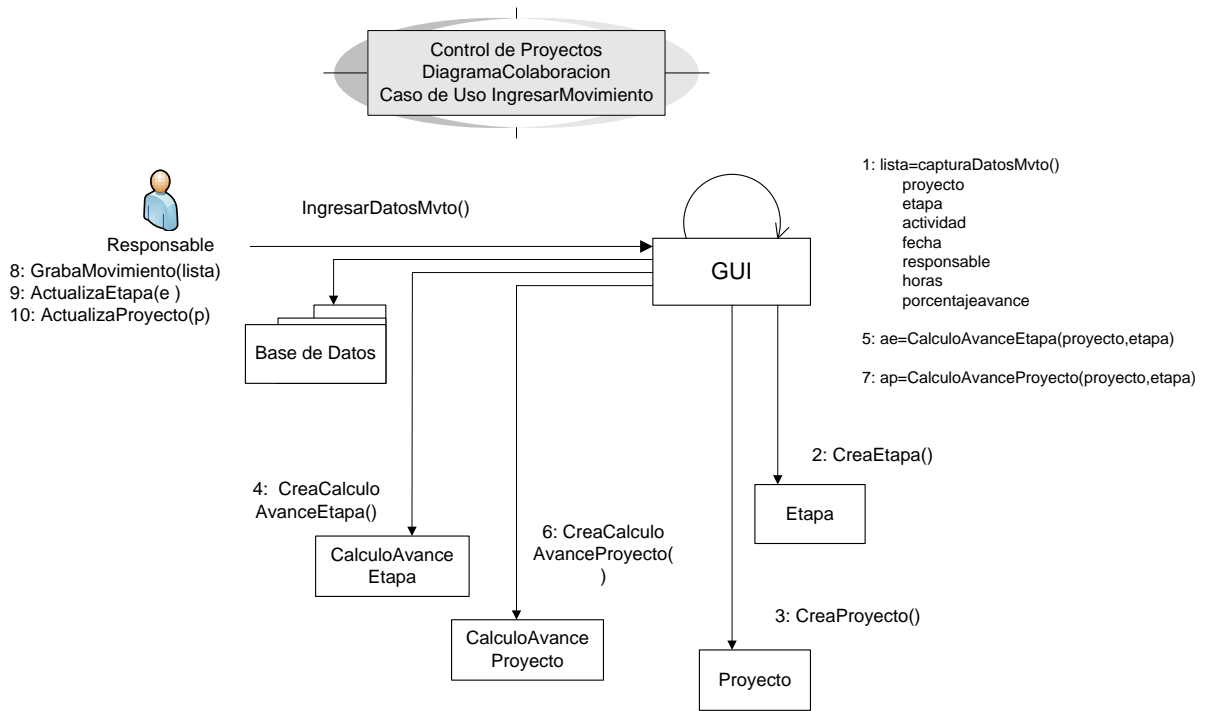 Control de Proyectos
DiagramaColaboracion
Caso de Uso IngresarMovimiento
Responsable
8: GrabaMovimiento(lista)
9: ActualizaEtapa(e )
10: ActualizaProyecto(p)
IngresarDatosMvto()
GUI
1: lista=capturaDatosMvto()
proyecto
etapa
actividad
fecha
responsable
horas
porcentajeavance
5: ae=CalculoAvanceEtapa(proyecto,etapa)
7: ap=CalculoAvanceProyecto(proyecto,etapa)
Base de Datos
2: CreaEtapa()
Etapa
4: CreaCalculo
AvanceEtapa()
CalculoAvance
Etapa
6: CreaCalculo
AvanceProyecto(
)
CalculoAvance
Proyecto
3: CreaProyecto()
Proyecto